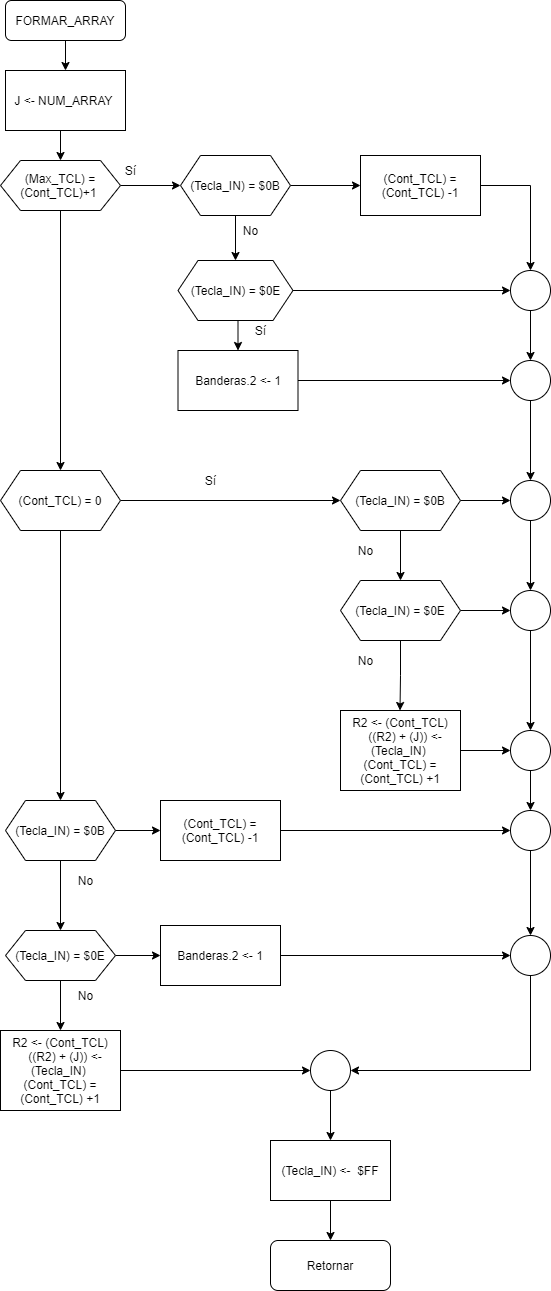 FORMAR_ARRAY
J <- NUM_ARRAY
(Max_TCL) =
(Cont_TCL)+1
Sí
(Tecla_IN) = $0B
(Cont_TCL) =
(Cont_TCL) -1
No
(Tecla_IN) = $0E
Sí
Banderas.2 <- 1
(Cont_TCL) = 0
Sí
(Tecla_IN) = $0B
No
(Tecla_IN) = $0E
No
R2 <- (Cont_TCL)
((R2) + (J)) <-
(Tecla_IN)
(Cont_TCL) =
(Cont_TCL) +1
(Tecla_IN) = $0B
(Cont_TCL) =
(Cont_TCL) -1
No
(Tecla_IN) = $0E
Banderas.2 <- 1
No
R2 <- (Cont_TCL)
((R2) + (J)) <-
(Tecla_IN)
(Cont_TCL) =
(Cont_TCL) +1
(Tecla_IN) <- $FF
Retornar